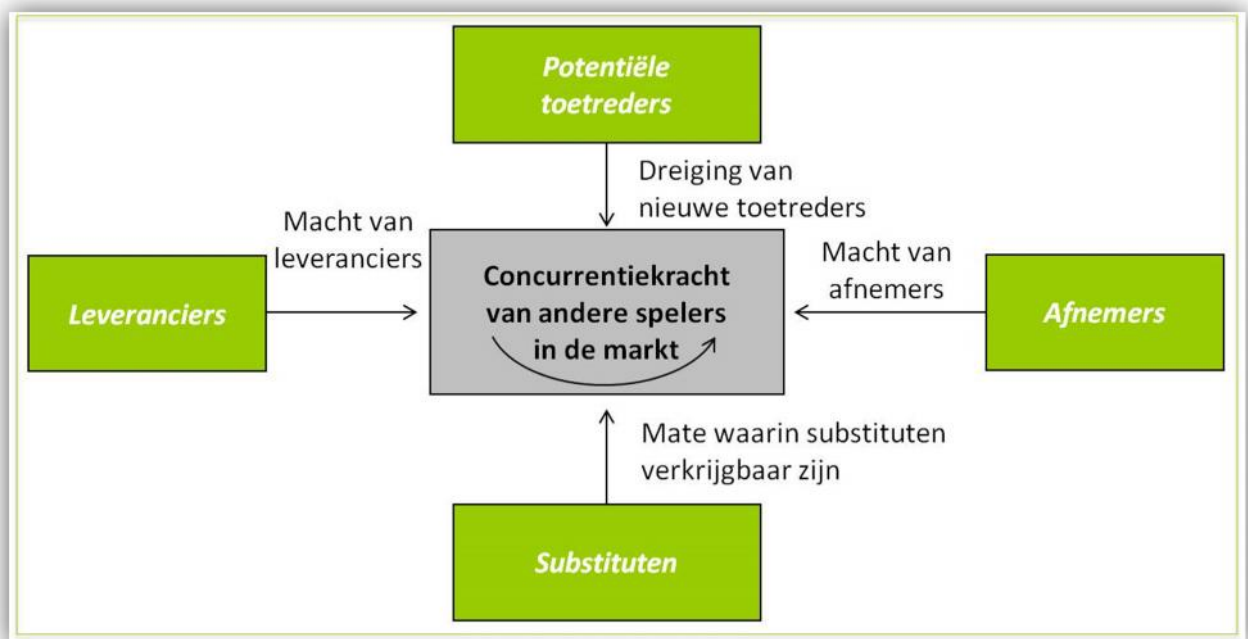 Potentiële
toetreders
Dreiging van
nieuwe toetreders
Macht van
leveranciers
Leveranciers
Concurrentiekracht
van andere spelers
in de markt
Macht van
afnemers
Afnemers
Mate waarin substituten
verkrijgbaar zijn
Substituten